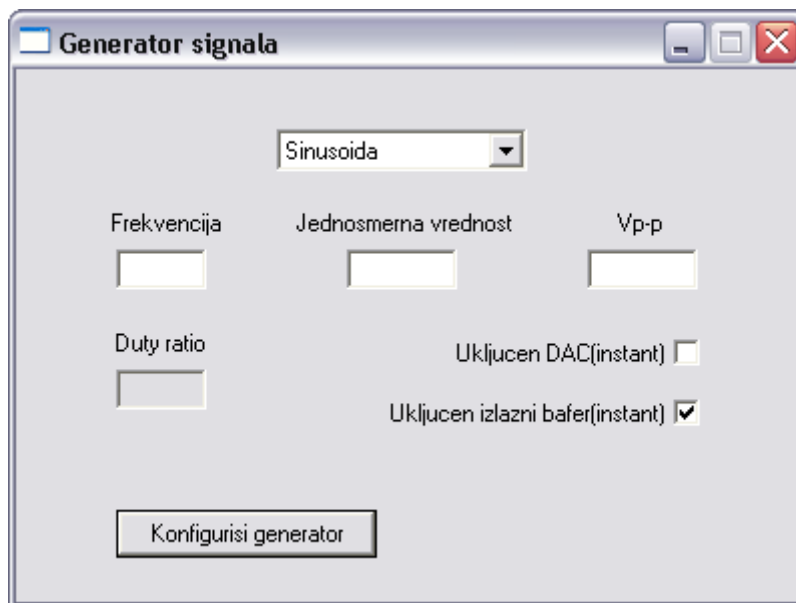 Generator signala
Sinusoida
Frekvencija
Jednosmerna vrednost
Vp-p
Duty ratio
Ukljucen DAC(instant)
Ukljucen izlazni bafer(instant)
Konfigurisi generator